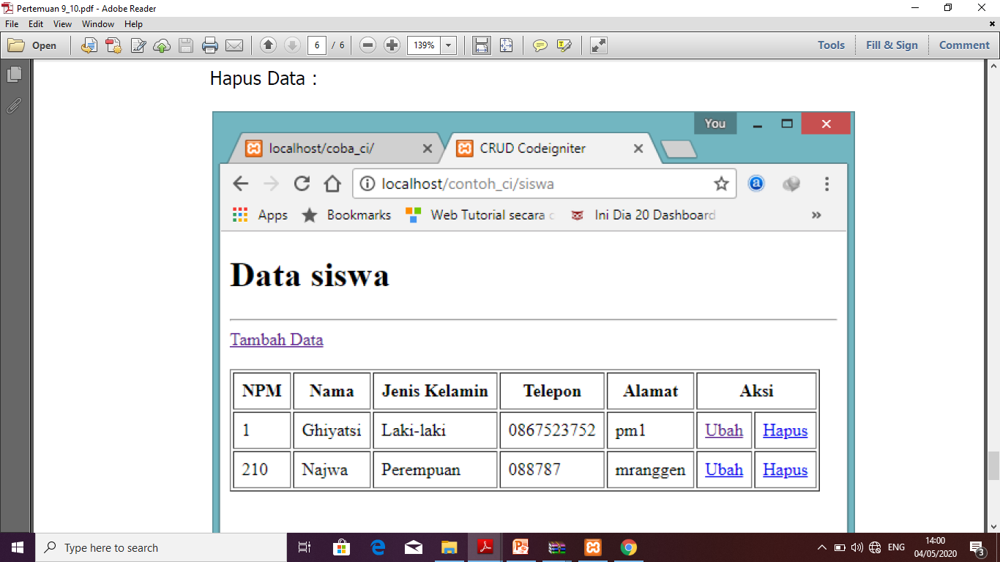 Pertemuan 9_10.pdf - Adobe Reader
File Edit View Window Help
Open 6 / 6 139% Tools Fill & Sign Comment
Hapus Data :
You
localhost/coba_ci/ CRUD Codeigniter
localhost/contoh_ci/siswa
Apps Bookmarks Web Tutorial secara Ini Dia 20 Dashboard »
Data siswa
Tambah Data
NPM Nama Jenis Kelamin Telepon Alamat Aksi
1 Ghiyatsi Laki-laki 0867523752 pm1 Ubah Hapus
210 Najwa Perempuan 088787 mranggen Ubah Hapus
Type here to search ENG 14:00
04/05/2020 3